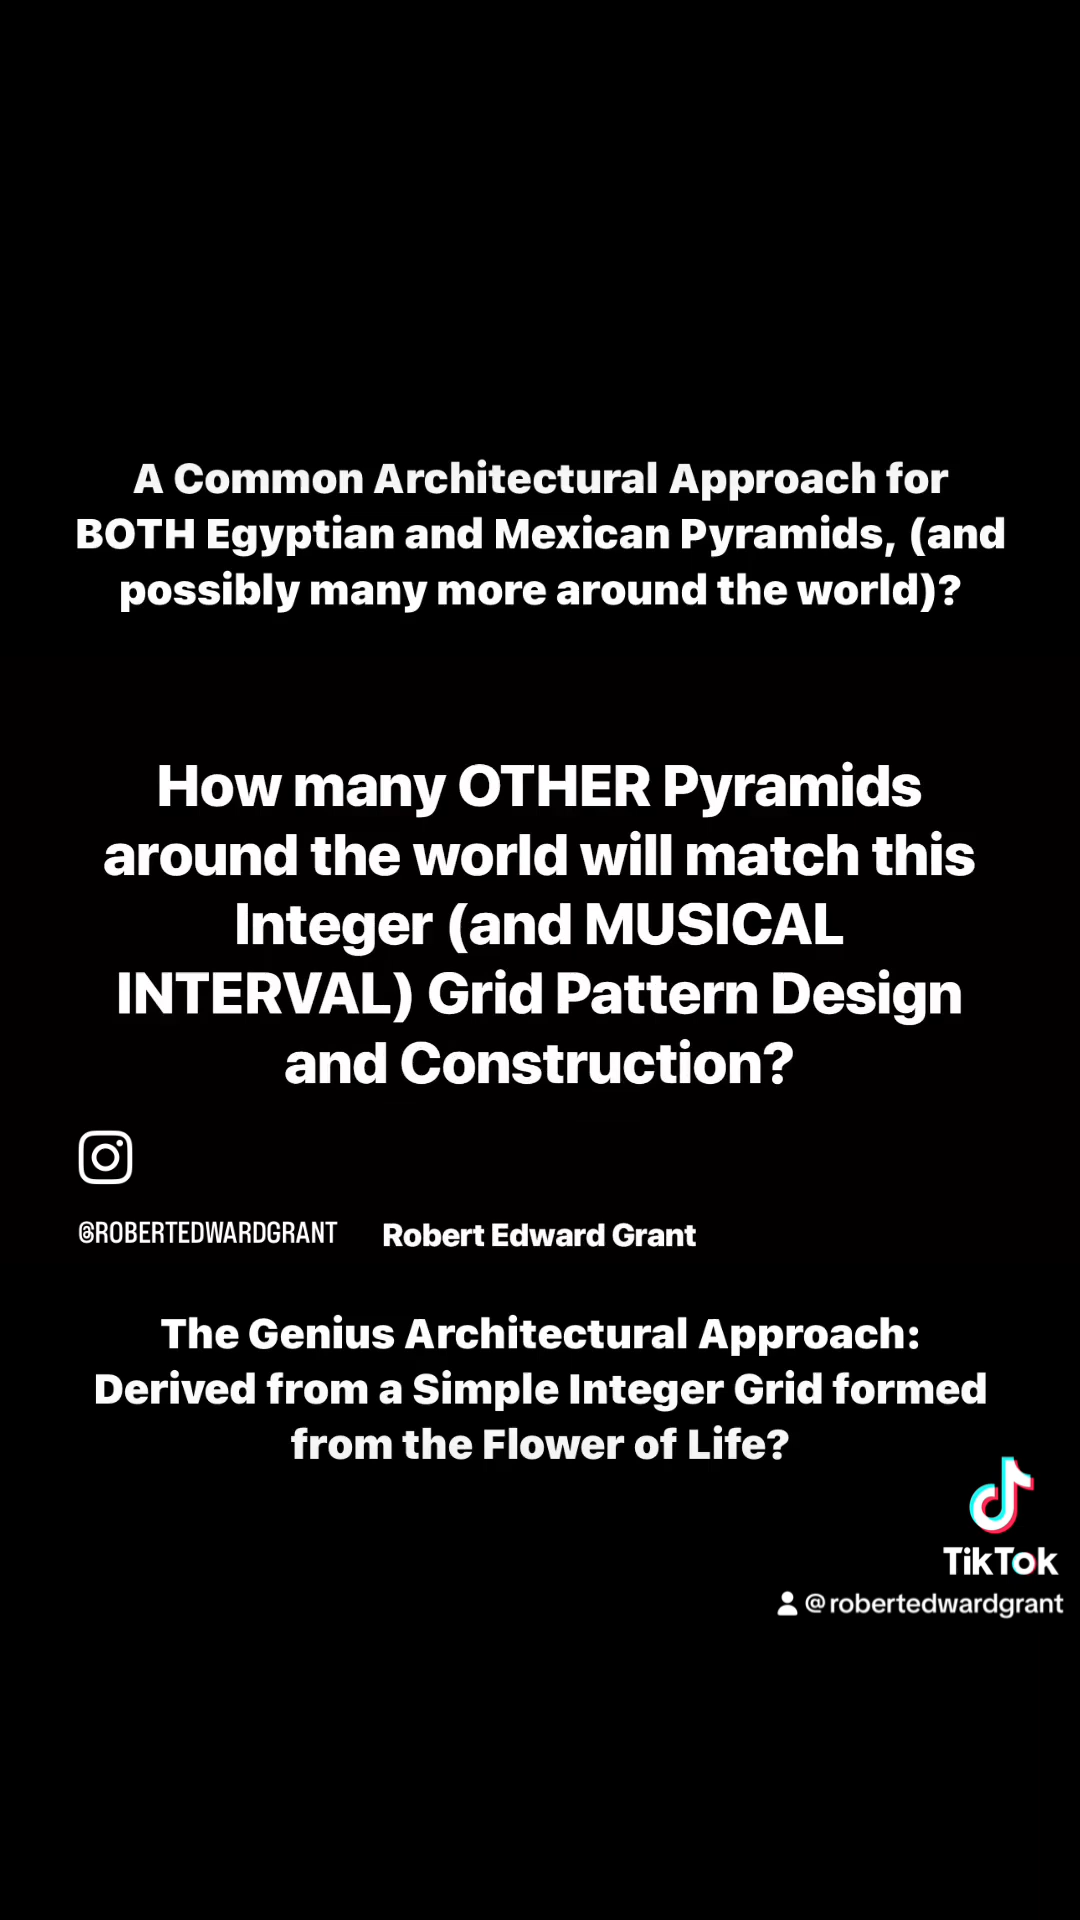 A Common Architectural Approach for
BOTH Egyptian and Mexican Pyramids, (and
possibly many more around the world)?
How many OTHER Pyramids
around the world will match this
Integer (and MUSICAL
INTERVAL) Grid Pattern Design
and Construction?
@ROBERTEDWARDGRANT Robert Edward Grant
The Genius Architectural Approach:
Derived from a Simple Integer Grid formed
from the Flower of Life?
TikTok
@robertedwardgrant